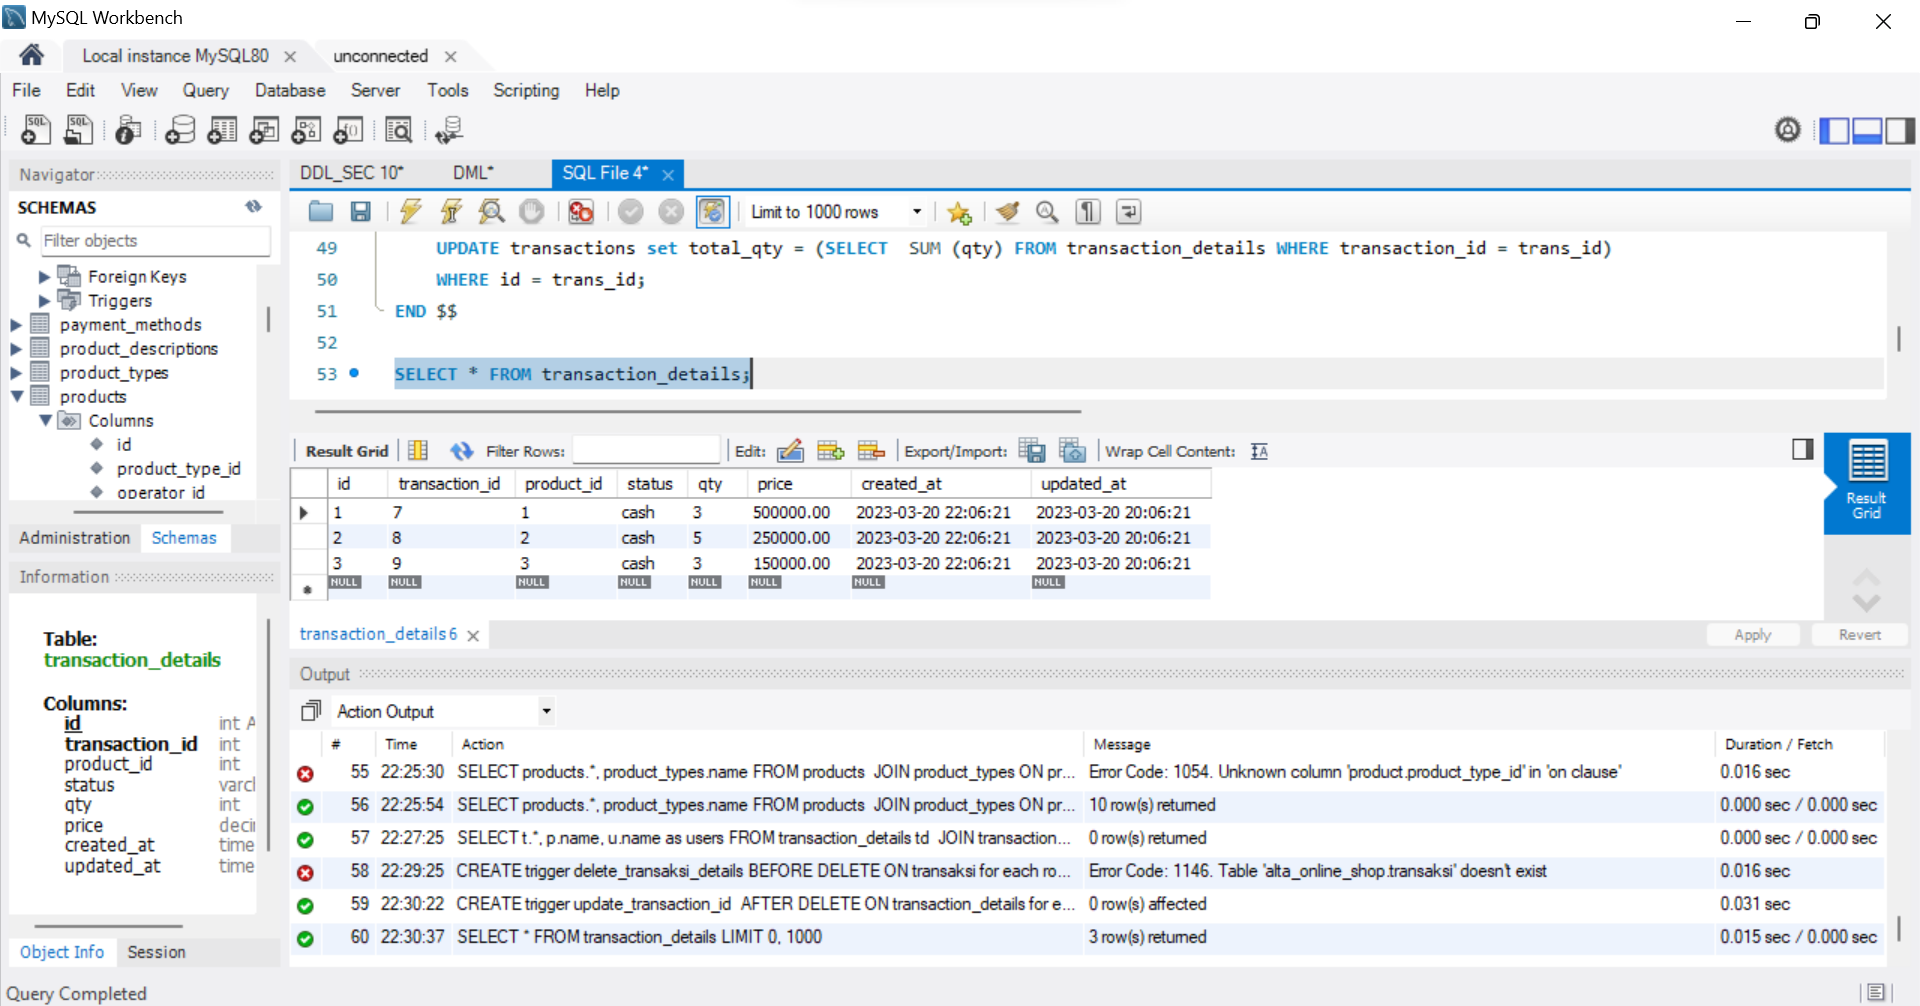 MySQL Workbench
Local instance MySQL80
unconnected
File Edit View Query Database Server Tools Scripting Help
Navigator
SCHEMAS
Filter objects
Foreign Keys
Triggers
payment_methods
product_descriptions
product_types
products
Columns
id
product_type_id
operator_id
Administration Schemas
Information
Table:
transaction_details
Columns:
id int A
transaction_id int
product_id int
status varcl
qty int
price deci
created_at time
updated_at time
Object Info Session
Query Completed
DDL_SEC 10* DML* SQL File 4*
Limit to 1000 rows
49 UPDATE transactions set total_qty = (SELECT  SUM (qty) FROM transaction_details WHERE transaction_id = trans_id)
50 WHERE id = trans_id;
51 END $$
52
53 SELECT * FROM transaction_details;
Result Grid Filter Rows: Edit: Export/Import: Wrap Cell Content:
id transaction_id product_id status qty price created_at updated_at
1 7 1 cash 3 500000.00 2023-03-20 22:06:21 2023-03-20 20:06:21
2 8 2 cash 5 250000.00 2023-03-20 22:06:21 2023-03-20 20:06:21
3 9 3 cash 3 150000.00 2023-03-20 22:06:21 2023-03-20 20:06:21
NULL NULL NULL NULL NULL NULL NULL NULL
Result
Grid
transaction_details 6
Apply Revert
Output
Action Output
# Time Action Message Duration / Fetch
55 22:25:30 SELECT products.*, product_types.name FROM products  JOIN product_types ON pr... Error Code: 1054. Unknown column 'product.product_type_id' in 'on clause' 0.016 sec
56 22:25:54 SELECT products.*, product_types.name FROM products  JOIN product_types ON pr... 10 row(s) returned 0.000 sec / 0.000 sec
57 22:27:25 SELECT t.*, p.name, u.name as users FROM transaction_details td  JOIN transaction... 0 row(s) returned 0.000 sec / 0.000 sec
58 22:29:25 CREATE trigger delete_transaksi_details BEFORE DELETE ON transaksi for each ro... Error Code: 1146. Table 'alta_online_shop.transaksi' doesn't exist 0.016 sec
59 22:30:22 CREATE trigger update_transaction_id  AFTER DELETE ON transaction_details for e... 0 row(s) affected 0.031 sec
60 22:30:37 SELECT * FROM transaction_details LIMIT 0, 1000 3 row(s) returned 0.015 sec / 0.000 sec